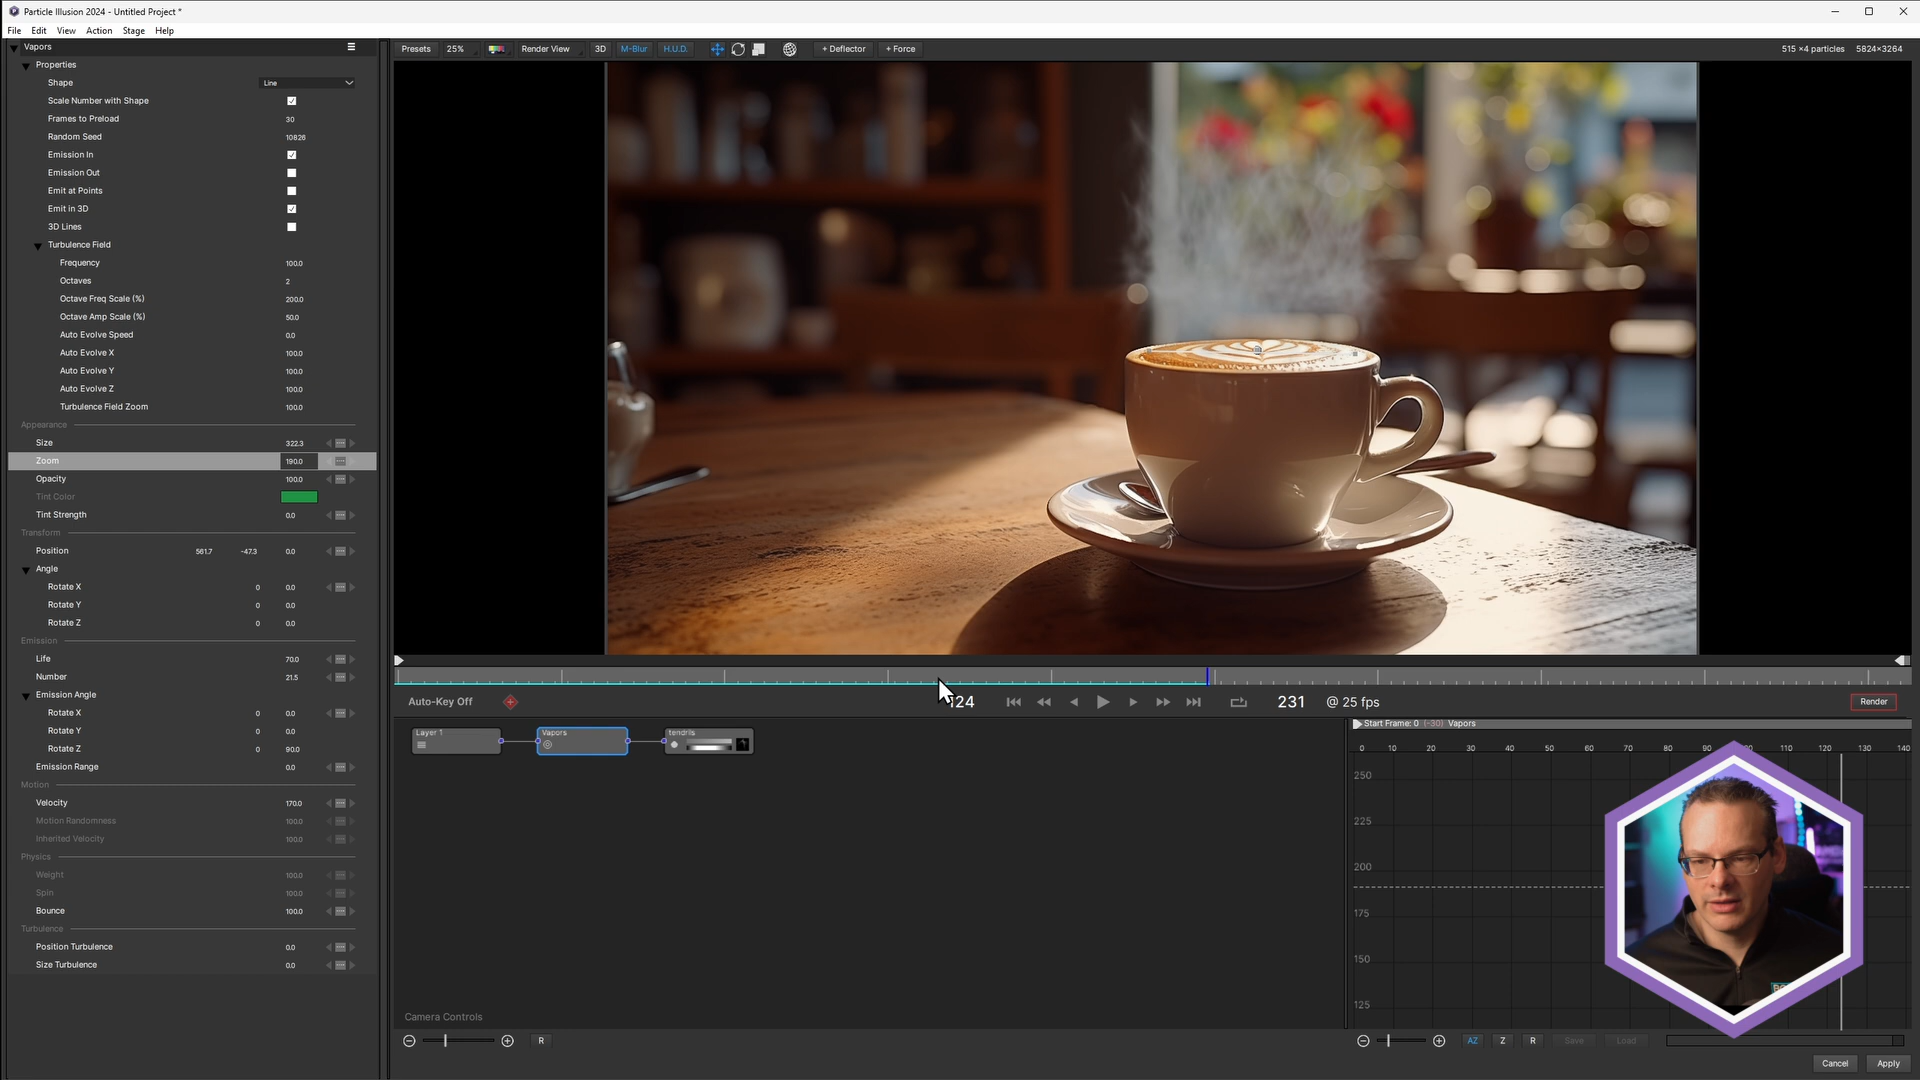 Particle Illusion 2024 - Untitled Project *
File Edit View Action Stage Help
Vapors
Presets 25% Render View 3D M-Blur H.U.D. + Deflector + Force 515 ×4 particles 5824×3264
Properties
Shape Line
Scale Number with Shape
Frames to Preload 30
Random Seed 10826
Emission In
Emission Out
Emit at Points
Emit in 3D
3D Lines
Turbulence Field
Frequency 100.0
Octaves 2
Octave Freq Scale (%) 200.0
Octave Amp Scale (%) 50.0
Auto Evolve Speed 0.0
Auto Evolve X 100.0
Auto Evolve Y 100.0
Auto Evolve Z 100.0
Turbulence Field Zoom 100.0
Appearance
Size 322.3
Zoom 190.0
Opacity 100.0
Tint Color
Tint Strength 0.0
Transform
Position 561.7 -47.3 0.0
Angle
Rotate X 0 0.0
Rotate Y 0 0.0
Rotate Z 0 0.0
Emission
Life 70.0
Number 21.5
Emission Angle
Rotate X 0 0.0
Rotate Y 0 0.0
Rotate Z 0 90.0
Emission Range 0.0
Motion
Velocity 170.0
Motion Randomness 100.0
Inherited Velocity 100.0
Physics
Weight 100.0
Spin 100.0
Bounce 100.0
Turbulence
Position Turbulence 0.0
Size Turbulence 0.0
Auto-Key Off 124 231 @ 25 fps Render
Layer 1 Vapors tendrils
Start Frame: 0 (-30) Vapors
0 10 20 30 40 50 60 70 80 90 100 110 120 130 140
250
225
200
175
150
125
Camera Controls
R
AZ Z R Save Load
Cancel Apply